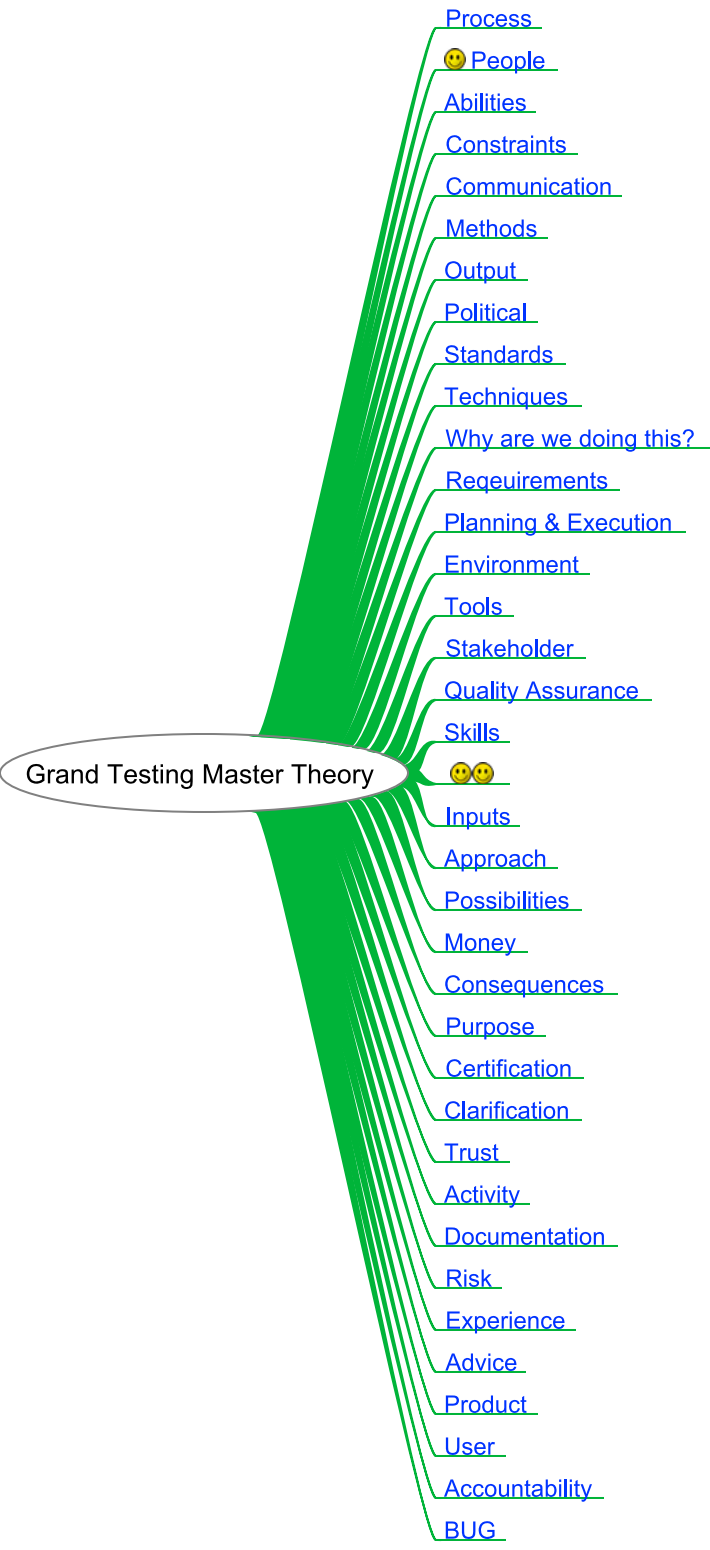 Process
People
Abilities
Constraints
Communication
Methods
Output
Political
Standards
Techniques
Why are we doing this?
Reqeuirements
Planning & Execution
Environment
Tools
Stakeholder
Quality Assurance
Skills
Grand Testing Master Theory
Inputs
Approach
Possibilities
Money
Consequences
Purpose
Certification
Clarification
Trust
Activity
Documentation
Risk
Experience
Advice
Product
User
Accountability
BUG